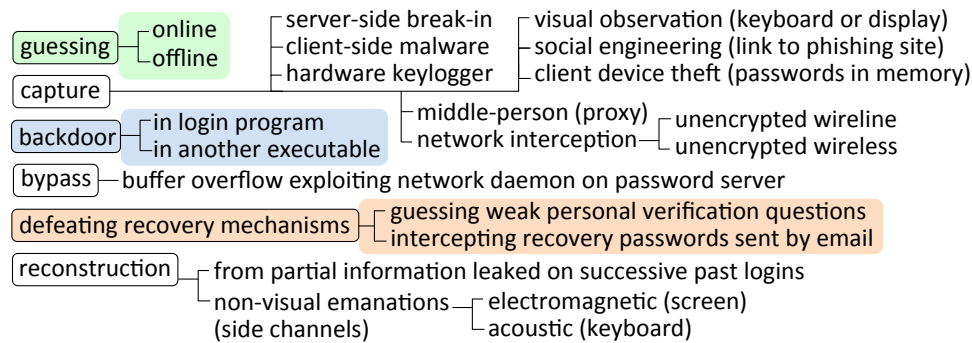 guessing
online
offline
server-side break-in
client-side malware
hardware keylogger
visual observation (keyboard or display)
social engineering (link to phishing site)
client device theft (passwords in memory)
capture
middle-person (proxy)
network interception
unencrypted wireline
unencrypted wireless
backdoor
in login program
in another executable
bypass
buffer overflow exploiting network daemon on password server
defeating recovery mechanisms
guessing weak personal verification questions
intercepting recovery passwords sent by email
reconstruction
from partial information leaked on successive past logins
non-visual emanations
(side channels)
electromagnetic (screen)
acoustic (keyboard)